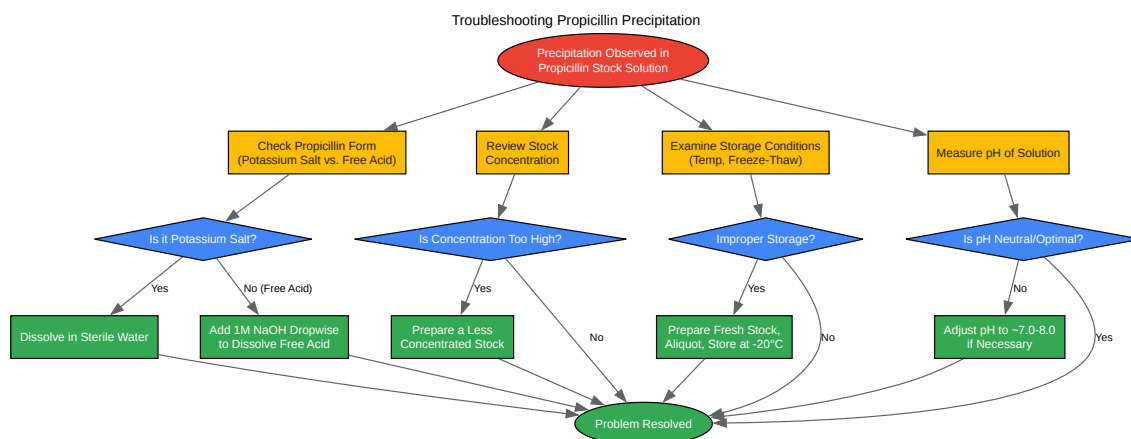 Troubleshooting Propicillin Precipitation
Precipitation Observed in
Propicillin Stock Solution
Check Propicillin Form
(Potassium Salt vs. Free Acid)
Review Stock
Concentration
Examine Storage Conditions
(Temp, Freeze-Thaw)
Measure pH of Solution
Is it Potassium Salt?
Is Concentration Too High?
Improper Storage?
Is pH Neutral/Optimal?
Yes
No (Free Acid)
Yes
Yes
No
Dissolve in Sterile Water
Add 1M NaOH Dropwise
to Dissolve Free Acid
Prepare a Less
Concentrated Stock
No
Prepare Fresh Stock,
Aliquot, Store at -20°C
No
Adjust pH to ~7.0-8.0
if Necessary
Yes
Problem Resolved